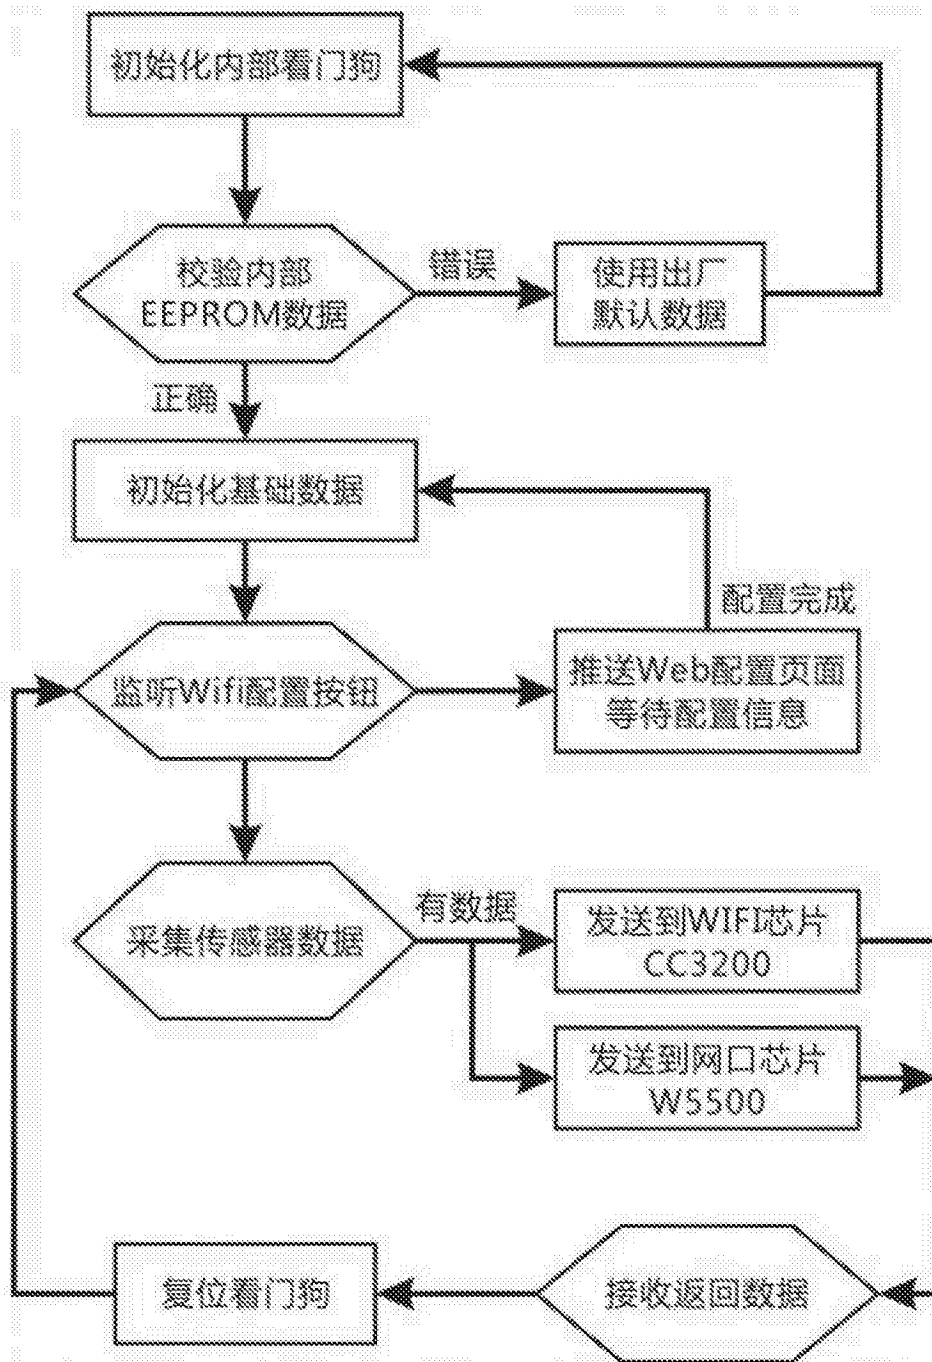 初始化内部看门狗
校验内部
EEPROM数据
错误
使用出厂
默认数据
正确
初始化基础数据
配置完成
监听Wifi配置按钮
推送Web配置页面
等待配置信息
采集传感器数据
有数据
发送到WIFI芯片
CC3200
发送到网口芯片
W5500
复位看门狗
接收返回数据